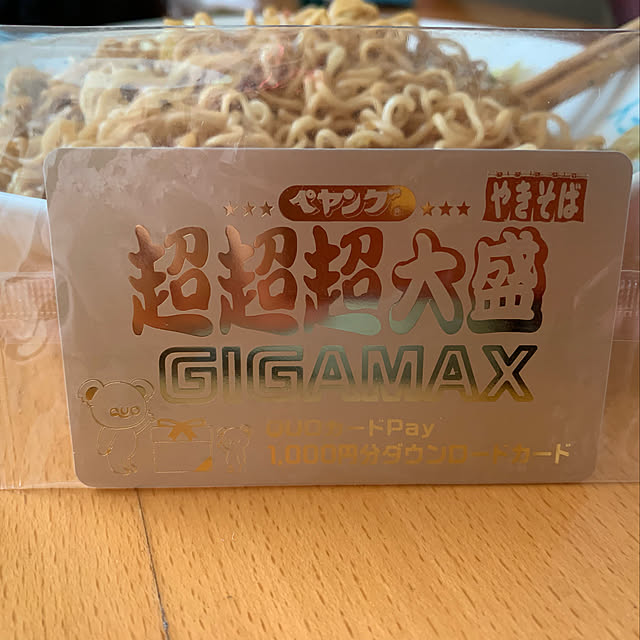 ペヤング
やきそば
超超超大盛
GIGAMAX
QUO
QUOカードPay
1,000円分ダウンロードカード